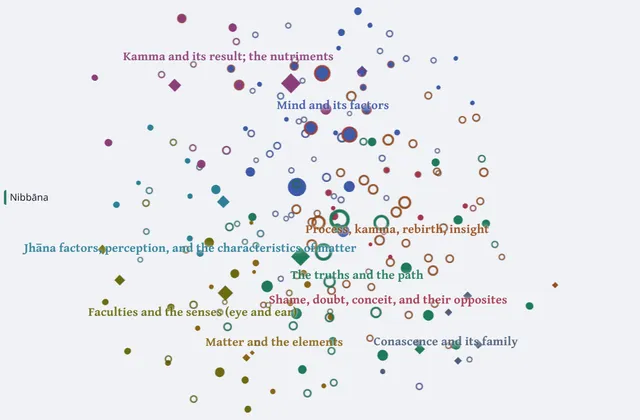 Kamma and its result; the nutriments
Mind and its factors
Nibbāna
Process, kamma, rebirth, insight
Jhāna factors, perception, and the characteristics of matter
The truths and the path
Shame, doubt, conceit, and their opposites
Faculties and the senses (eye and ear)
Matter and the elements
Conascence and its family